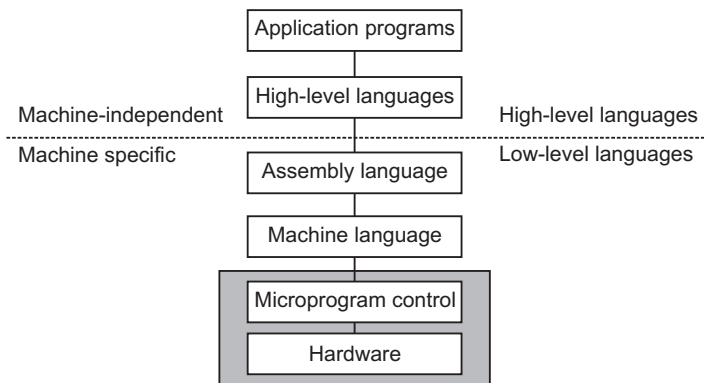 Application programs
High-level languages
Machine-independent
High-level languages
Machine specific
Low-level languages
Assembly language
Machine language
Microprogram control
Hardware